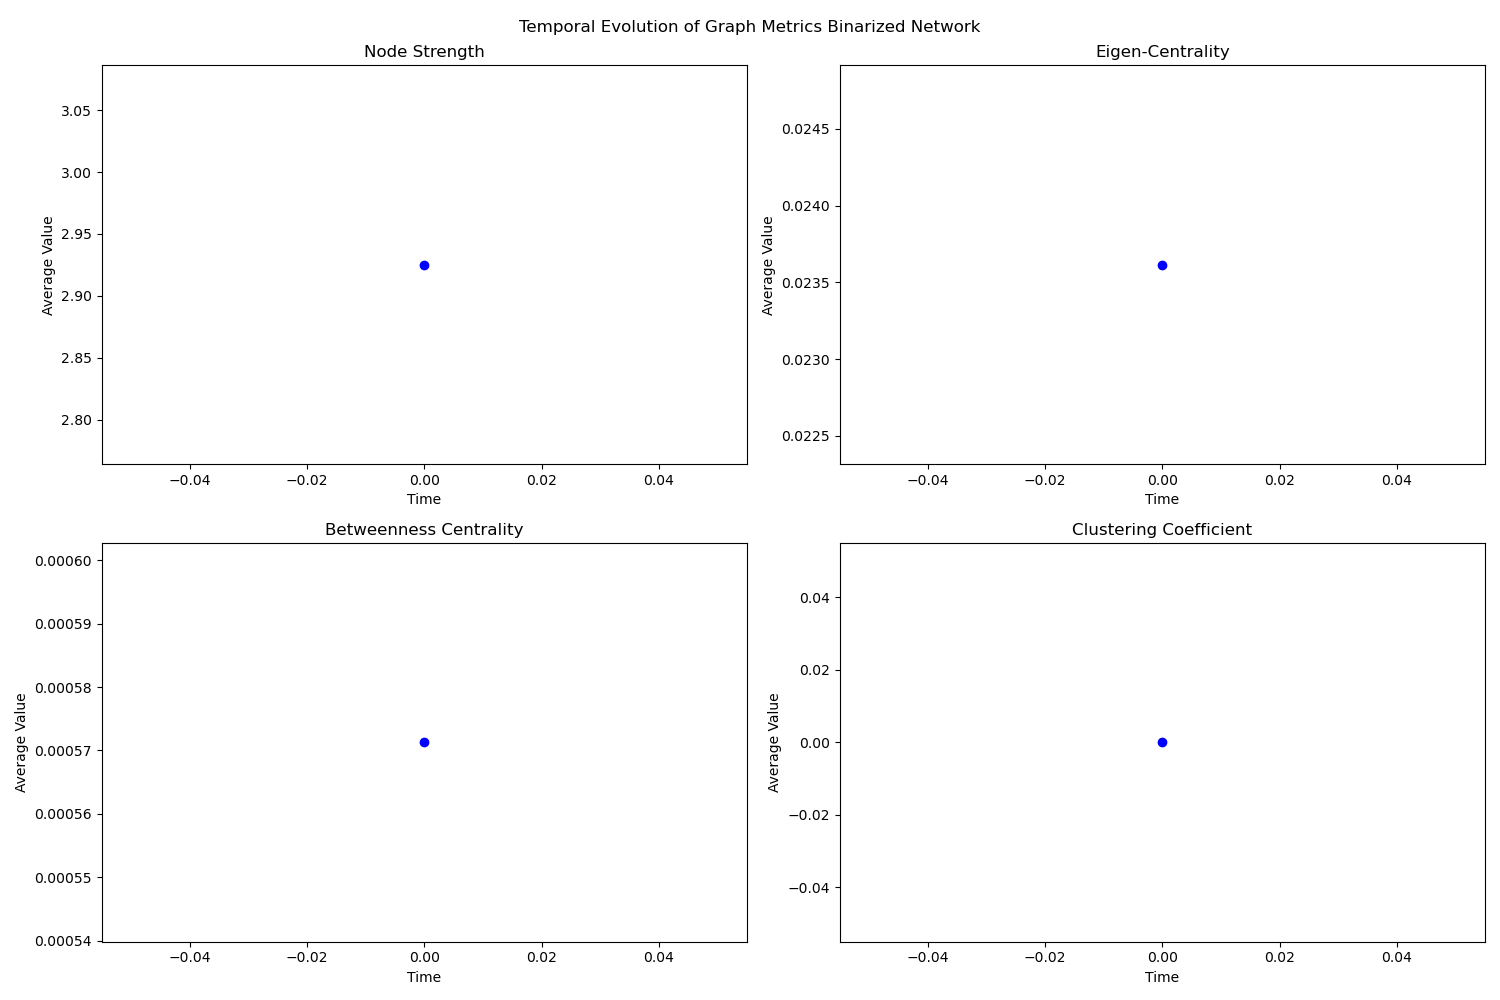 Temporal Evolution of Graph Metrics Binarized Network
Node Strength
3.05
3.00
2.95
2.90
2.85
2.80
Average Value
−0.04 −0.02 0.00 0.02 0.04
Time
Eigen-Centrality
0.0245
0.0240
0.0235
0.0230
0.0225
Average Value
−0.04 −0.02 0.00 0.02 0.04
Time
Betweenness Centrality
0.00060
0.00059
0.00058
0.00057
0.00056
0.00055
0.00054
Average Value
−0.04 −0.02 0.00 0.02 0.04
Time
Clustering Coefficient
0.04
0.02
0.00
−0.02
−0.04
Average Value
−0.04 −0.02 0.00 0.02 0.04
Time